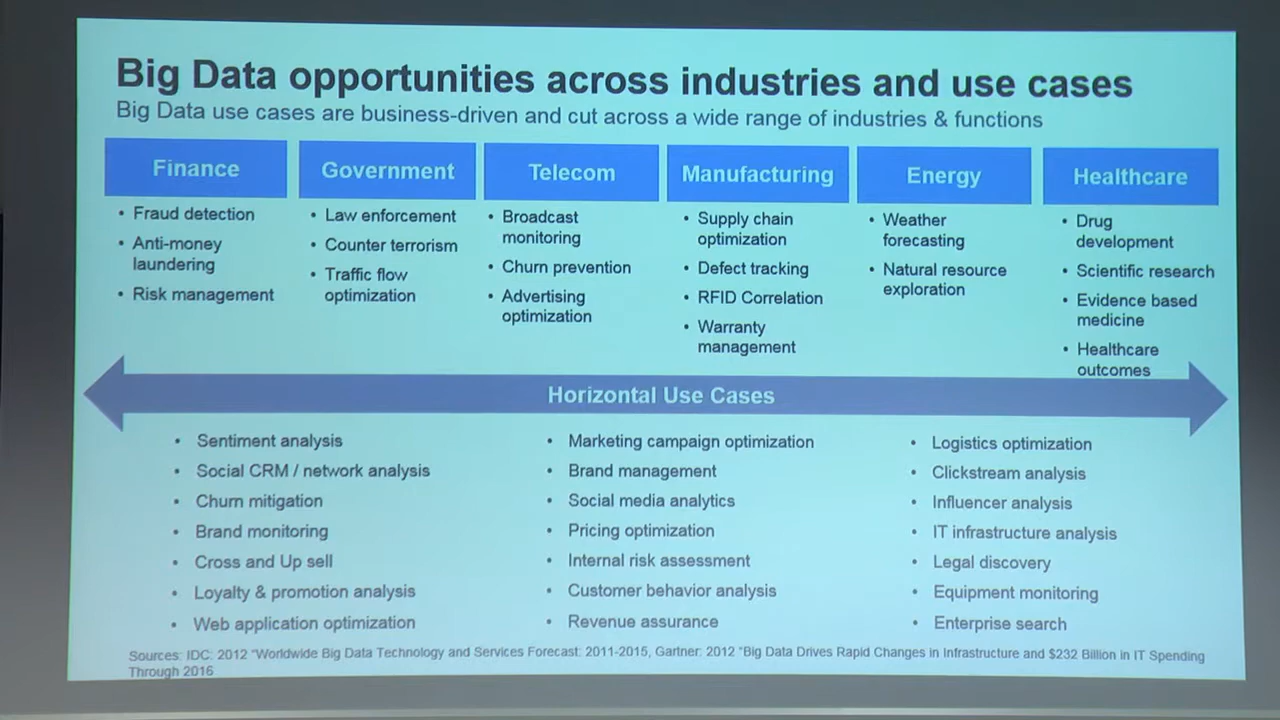 Big Data opportunities across industries and use cases
Big Data use cases are business-driven and cut across a wide range of industries & functions
Finance
• Fraud detection
• Anti-money
laundering
• Risk management
Government
• Law enforcement
• Counter terrorism
• Traffic flow
optimization
Telecom
• Broadcast
monitoring
• Churn prevention
• Advertising
optimization
Manufacturing
• Supply chain
optimization
• Defect tracking
• RFID Correlation
• Warranty
management
Energy
• Weather
forecasting
• Natural resource
exploration
Healthcare
• Drug
development
• Scientific research
• Evidence based
medicine
• Healthcare
outcomes
Horizontal Use Cases
• Sentiment analysis
• Social CRM / network analysis
• Churn mitigation
• Brand monitoring
• Cross and Up sell
• Loyalty & promotion analysis
• Web application optimization
• Marketing campaign optimization
• Brand management
• Social media analytics
• Pricing optimization
• Internal risk assessment
• Customer behavior analysis
• Revenue assurance
• Logistics optimization
• Clickstream analysis
• Influencer analysis
• IT infrastructure analysis
• Legal discovery
• Equipment monitoring
• Enterprise search
Sources: IDC: 2012 "Worldwide Big Data Technology and Services Forecast: 2011-2015, Gartner: 2012 "Big Data Drives Rapid Changes in Infrastructure and $232 Billion in IT Spending
Through 2016